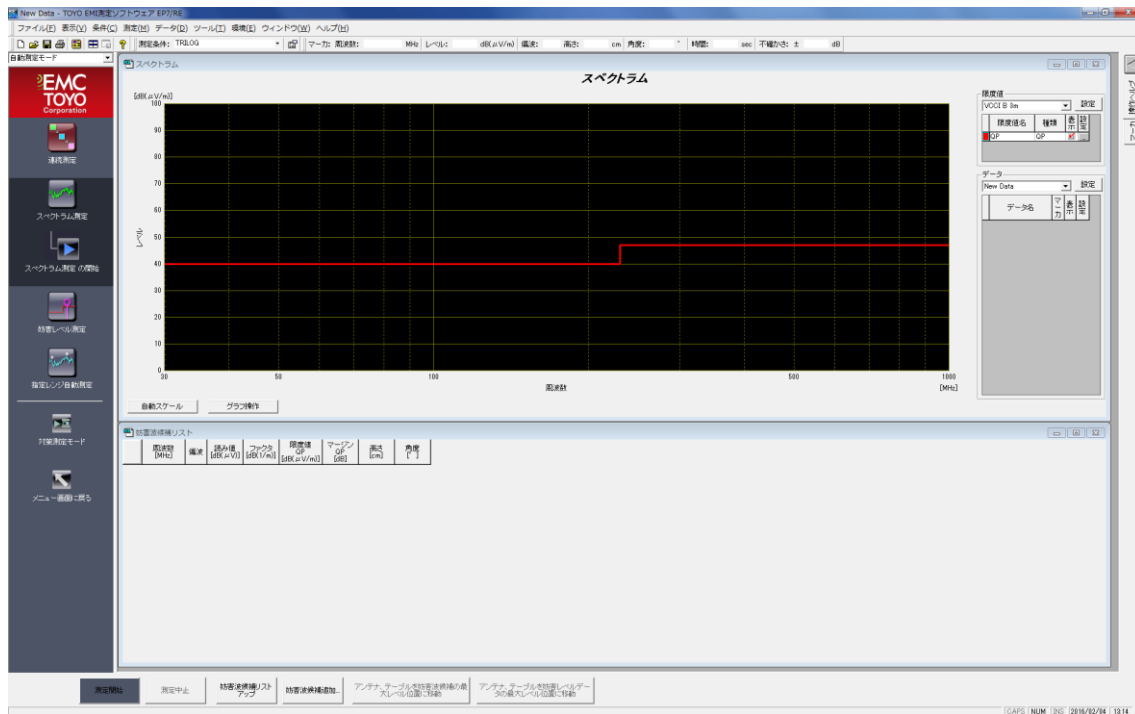 New Data - TOYO EMI測定ソフトウェア EP7/RE
ファイル(F) 表示(V) 条件(C) 測定(M) データ(D) ツール(T) 環境(E) ウィンドウ(W) ヘルプ(H)
測定条件: TRILOG マーカ: 周波数: MHz レベル: dB(μV/m) 偏波: 高さ: cm 角度: ° 時間: sec 不確かさ: ± dB
自動測定モード
EMC
TOYO
Corporation
連続測定
スペクトラム測定
スペクトラム測定 の開始
妨害レベル測定
指定レンジ自動測定
対策測定モード
メニュー画面に戻る
スペクトラム
スペクトラム
[dB(μV/m)]
100
90
80
70
60
50
40
30
20
10
0
レベル
30 50 100 500 1000
周波数
[MHz]
自動スケール グラフ操作
限度値
VCCI B 3m 設定
限度値名 種類 表示 設定
QP QP
データ
New Data 設定
データ名 マーカ 表示 設定
操作ヘルプ
マーカ
妨害波候補リスト
周波数 [MHz]
偏波
読み値 [dB(μV)]
ファクタ [dB(1/m)]
限度値 QP [dB(μV/m)]
マージン QP [dB]
高さ [cm]
角度 [°]
測定開始
測定中止
妨害波候補リスト
アップ
妨害波候補追加...
アンテナ、テーブルを妨害波候補の最
大レベル位置に移動
アンテナ、テーブルを妨害レベルデー
タの最大レベル位置に移動
CAPS NUM INS 2016/02/04 13:14